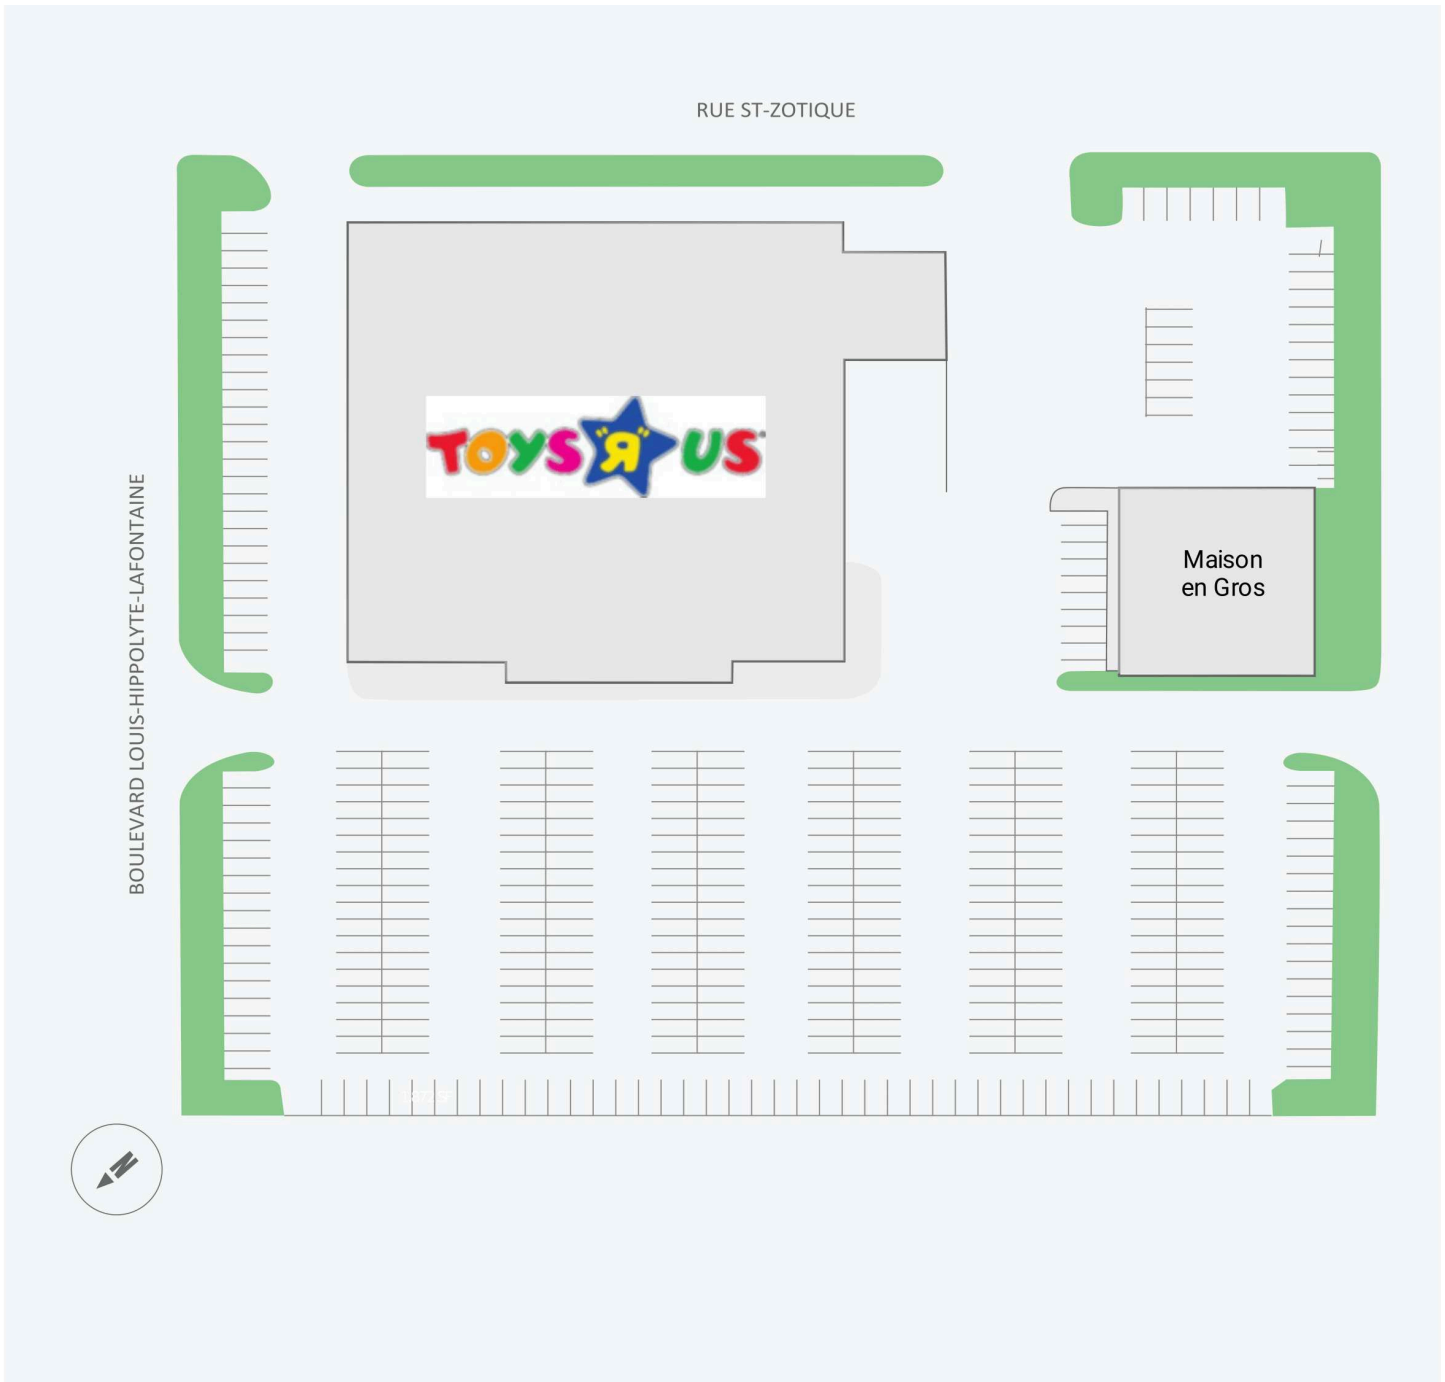 RUE ST-ZOTIQUE
TOYS "R" US
BOULEVARD LOUIS-HIPPOLYTE-LAFONTAINE
Maison
en Gros
N